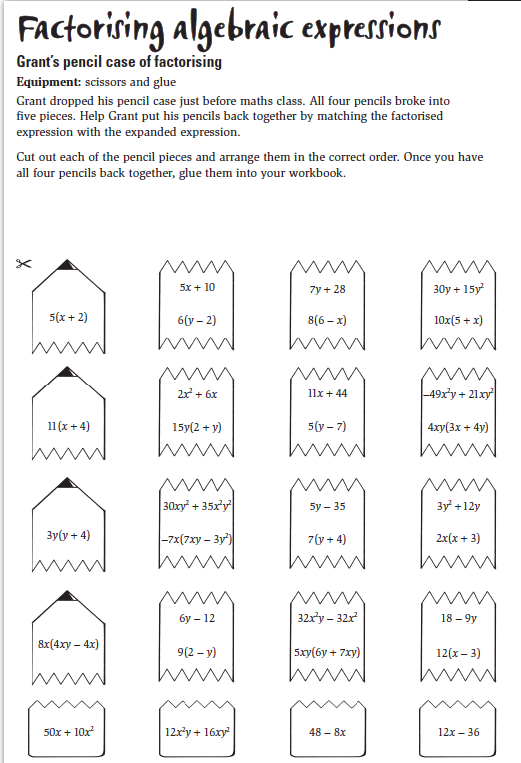 Factorising algebraic expressions
Grant's pencil case of factorising
Equipment: scissors and glue
Grant dropped his pencil case just before maths class. All four pencils broke into
five pieces. Help Grant put his pencils back together by matching the factorised
expression with the expanded expression.
Cut out each of the pencil pieces and arrange them in the correct order. Once you have
all four pencils back together, glue them into your workbook.
5(x + 2)
5x + 10
6(y – 2)
7y + 28
8(6 – x)
30y + 15y²
10x(5 + x)
11(x + 4)
2x² + 6x
15y(2 + y)
11x + 44
5(y – 7)
–49x²y + 21xy²
4xy(3x + 4y)
3y(y + 4)
30xy² + 35x²y²
–7x(7xy – 3y²)
5y – 35
7(y + 4)
3y² +12y
2x(x + 3)
8x(4xy – 4x)
6y – 12
9(2 – y)
32x²y – 32x²
5xy(6y + 7xy)
18 – 9y
12(x – 3)
50x + 10x²
12x²y + 16xy²
48 – 8x
12x – 36